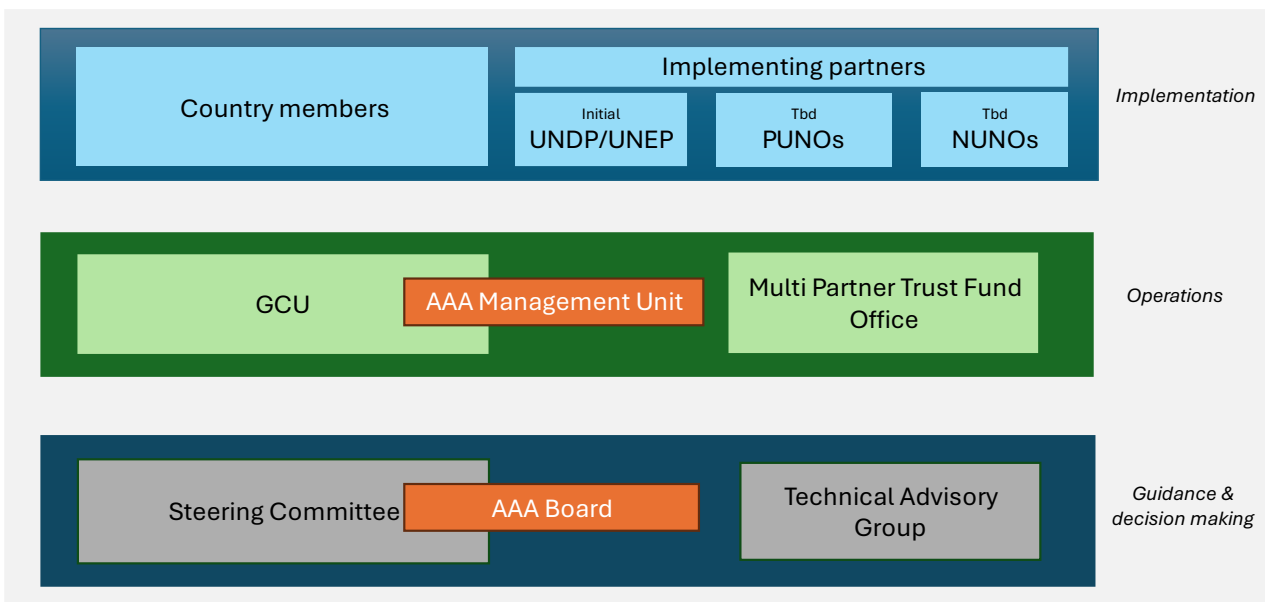 Country members
Implementing partners
Initial
UNDP/UNEP
Tbd
PUNOs
Tbd
NUNOs
Implementation
GCU
AAA Management Unit
Multi Partner Trust Fund
Office
Operations
Steering Committee
AAA Board
Technical Advisory
Group
Guidance &
decision making